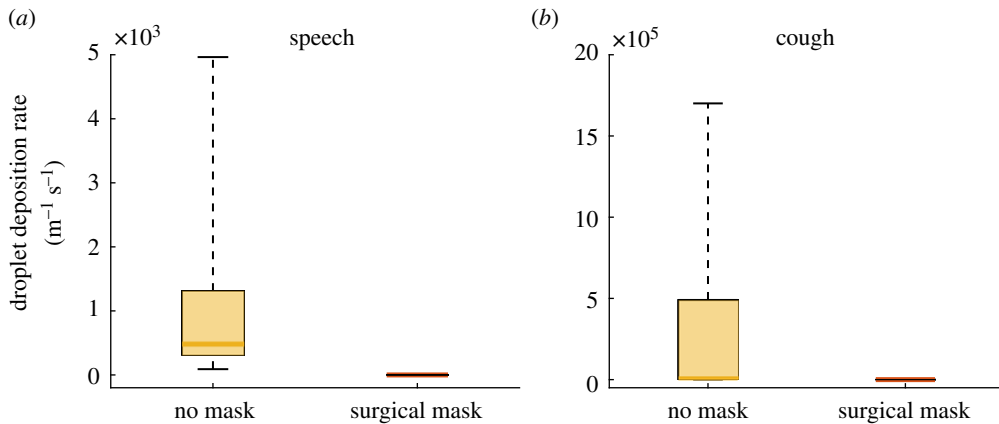 (a)
×10³ speech
5
4
3
2
1
0
droplet deposition rate
(m⁻¹ s⁻¹)
no mask surgical mask
(b)
×10⁵ cough
20
15
10
5
0
no mask surgical mask